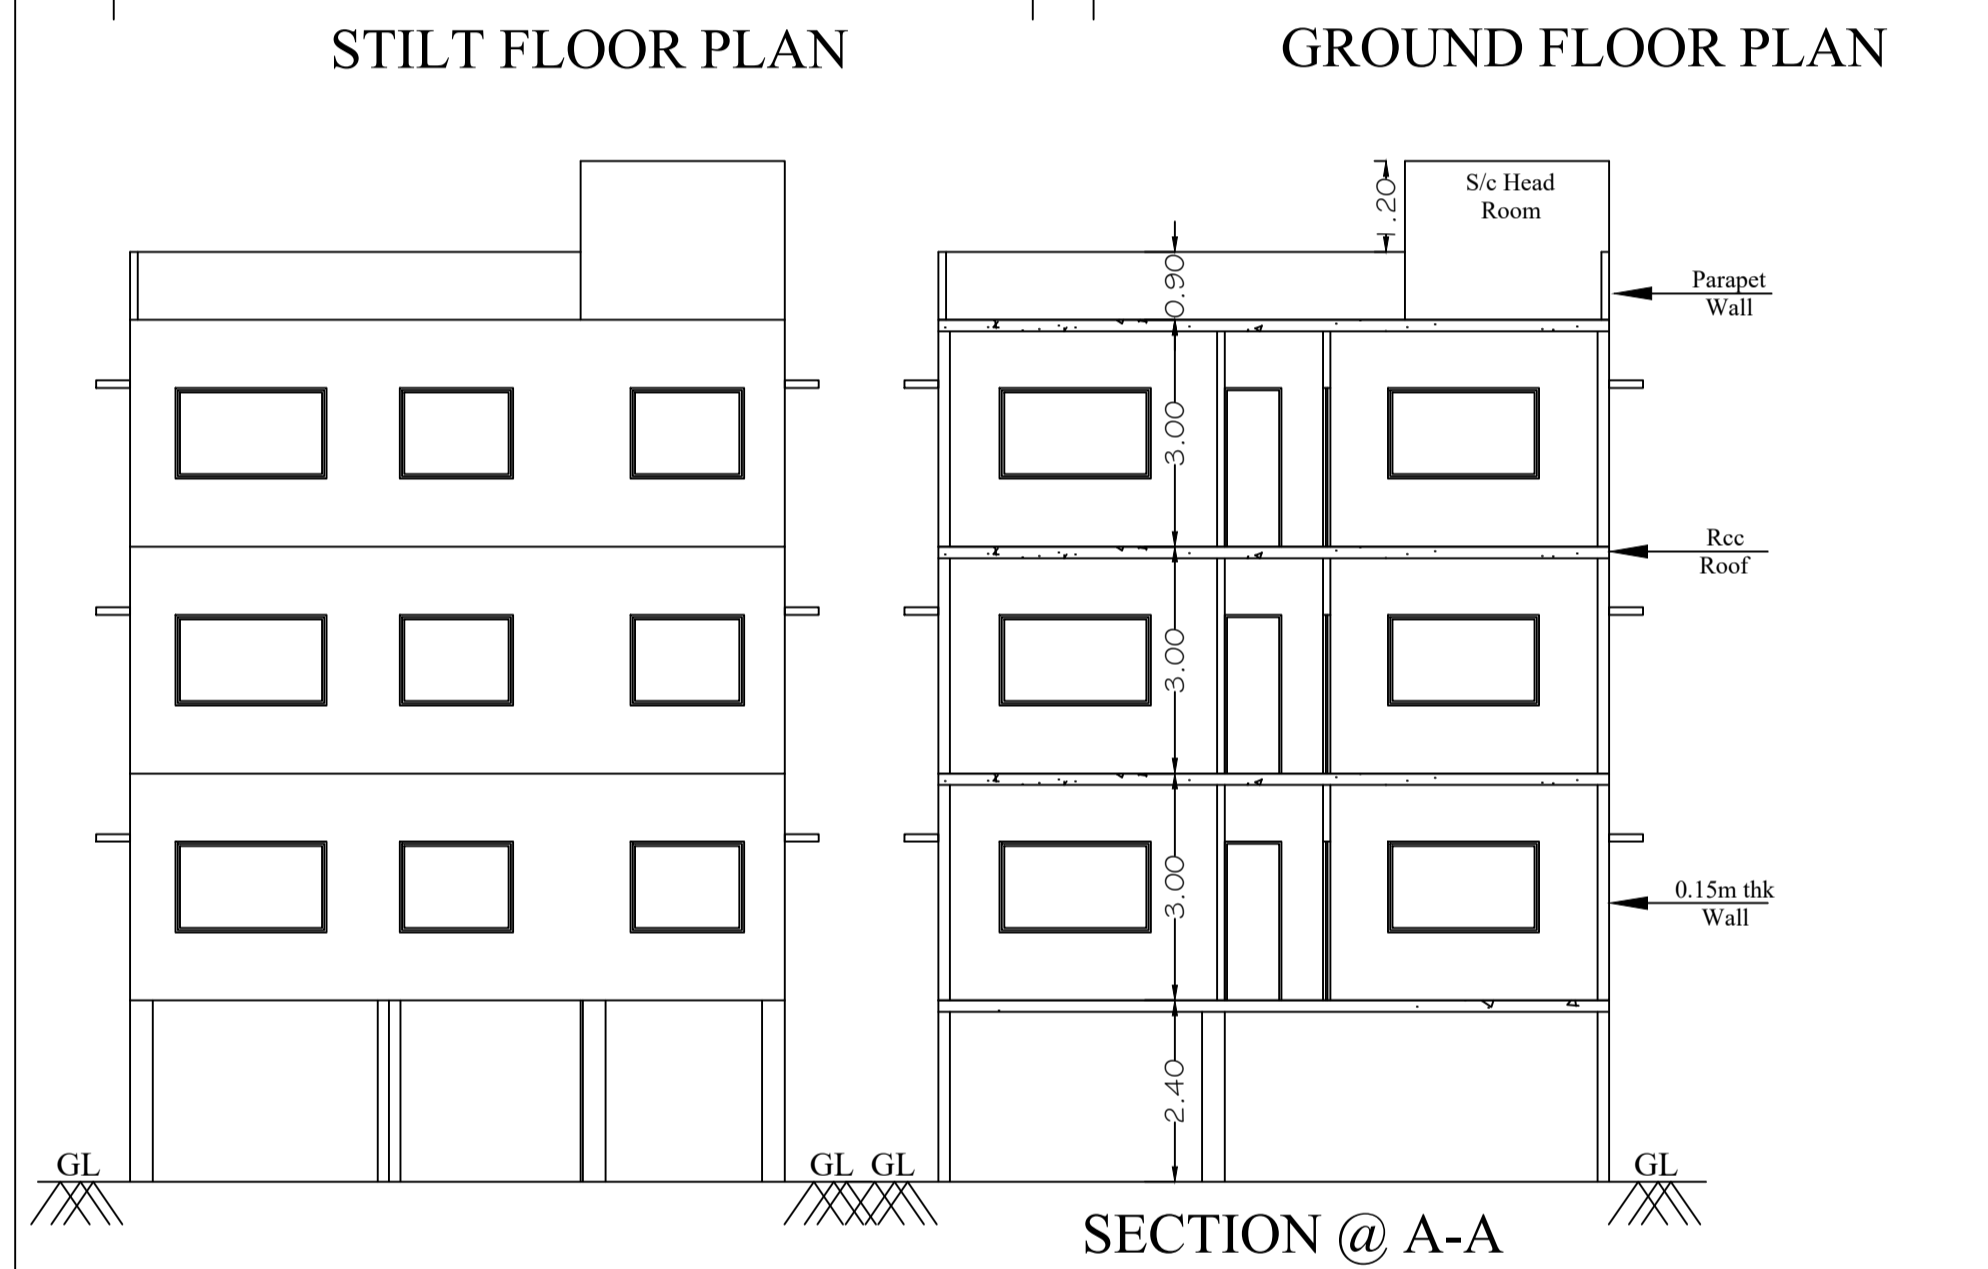 STILT FLOOR PLAN
GROUND FLOOR PLAN
1.20
S/c Head
Room
0.90
Parapet
Wall
3.00
Rcc
Roof
3.00
3.00
0.15m thk
Wall
2.40
GL
GL
GL
GL
SECTION @ A-A